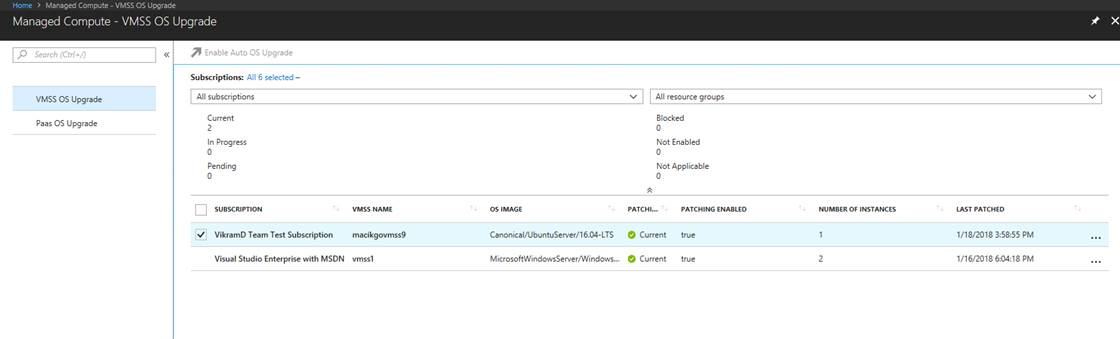 Home > Managed Compute - VMSS OS Upgrade
Managed Compute - VMSS OS Upgrade
Search (Ctrl+/)
Enable Auto OS Upgrade
Subscriptions: All 6 selected –
VMSS OS Upgrade
Paas OS Upgrade
All subscriptions
All resource groups
Current
2
In Progress
0
Pending
0
Blocked
0
Not Enabled
0
Not Applicable
0
SUBSCRIPTION VMSS NAME OS IMAGE PATCHI... PATCHING ENABLED NUMBER OF INSTANCES LAST PATCHED
VikramD Team Test Subscription macikgovmss9 Canonical/UbuntuServer/16.04-LTS Current true 1 1/18/2018 3:58:55 PM ...
Visual Studio Enterprise with MSDN vmss1 MicrosoftWindowsServer/Windows... Current true 2 1/16/2018 6:04:18 PM ...